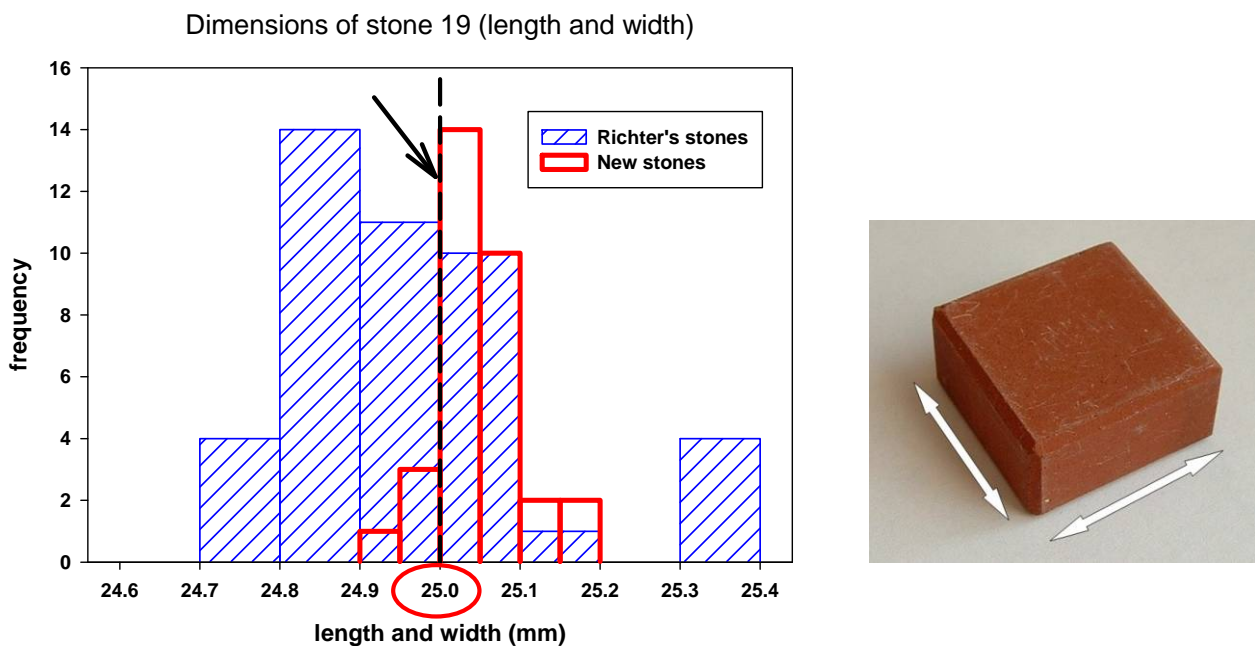 Dimensions of stone 19 (length and width)
16
14
12
10
8
6
4
2
0
frequency
Richter's stones
New stones
24.6 24.7 24.8 24.9 25.0 25.1 25.2 25.3 25.4
length and width (mm)